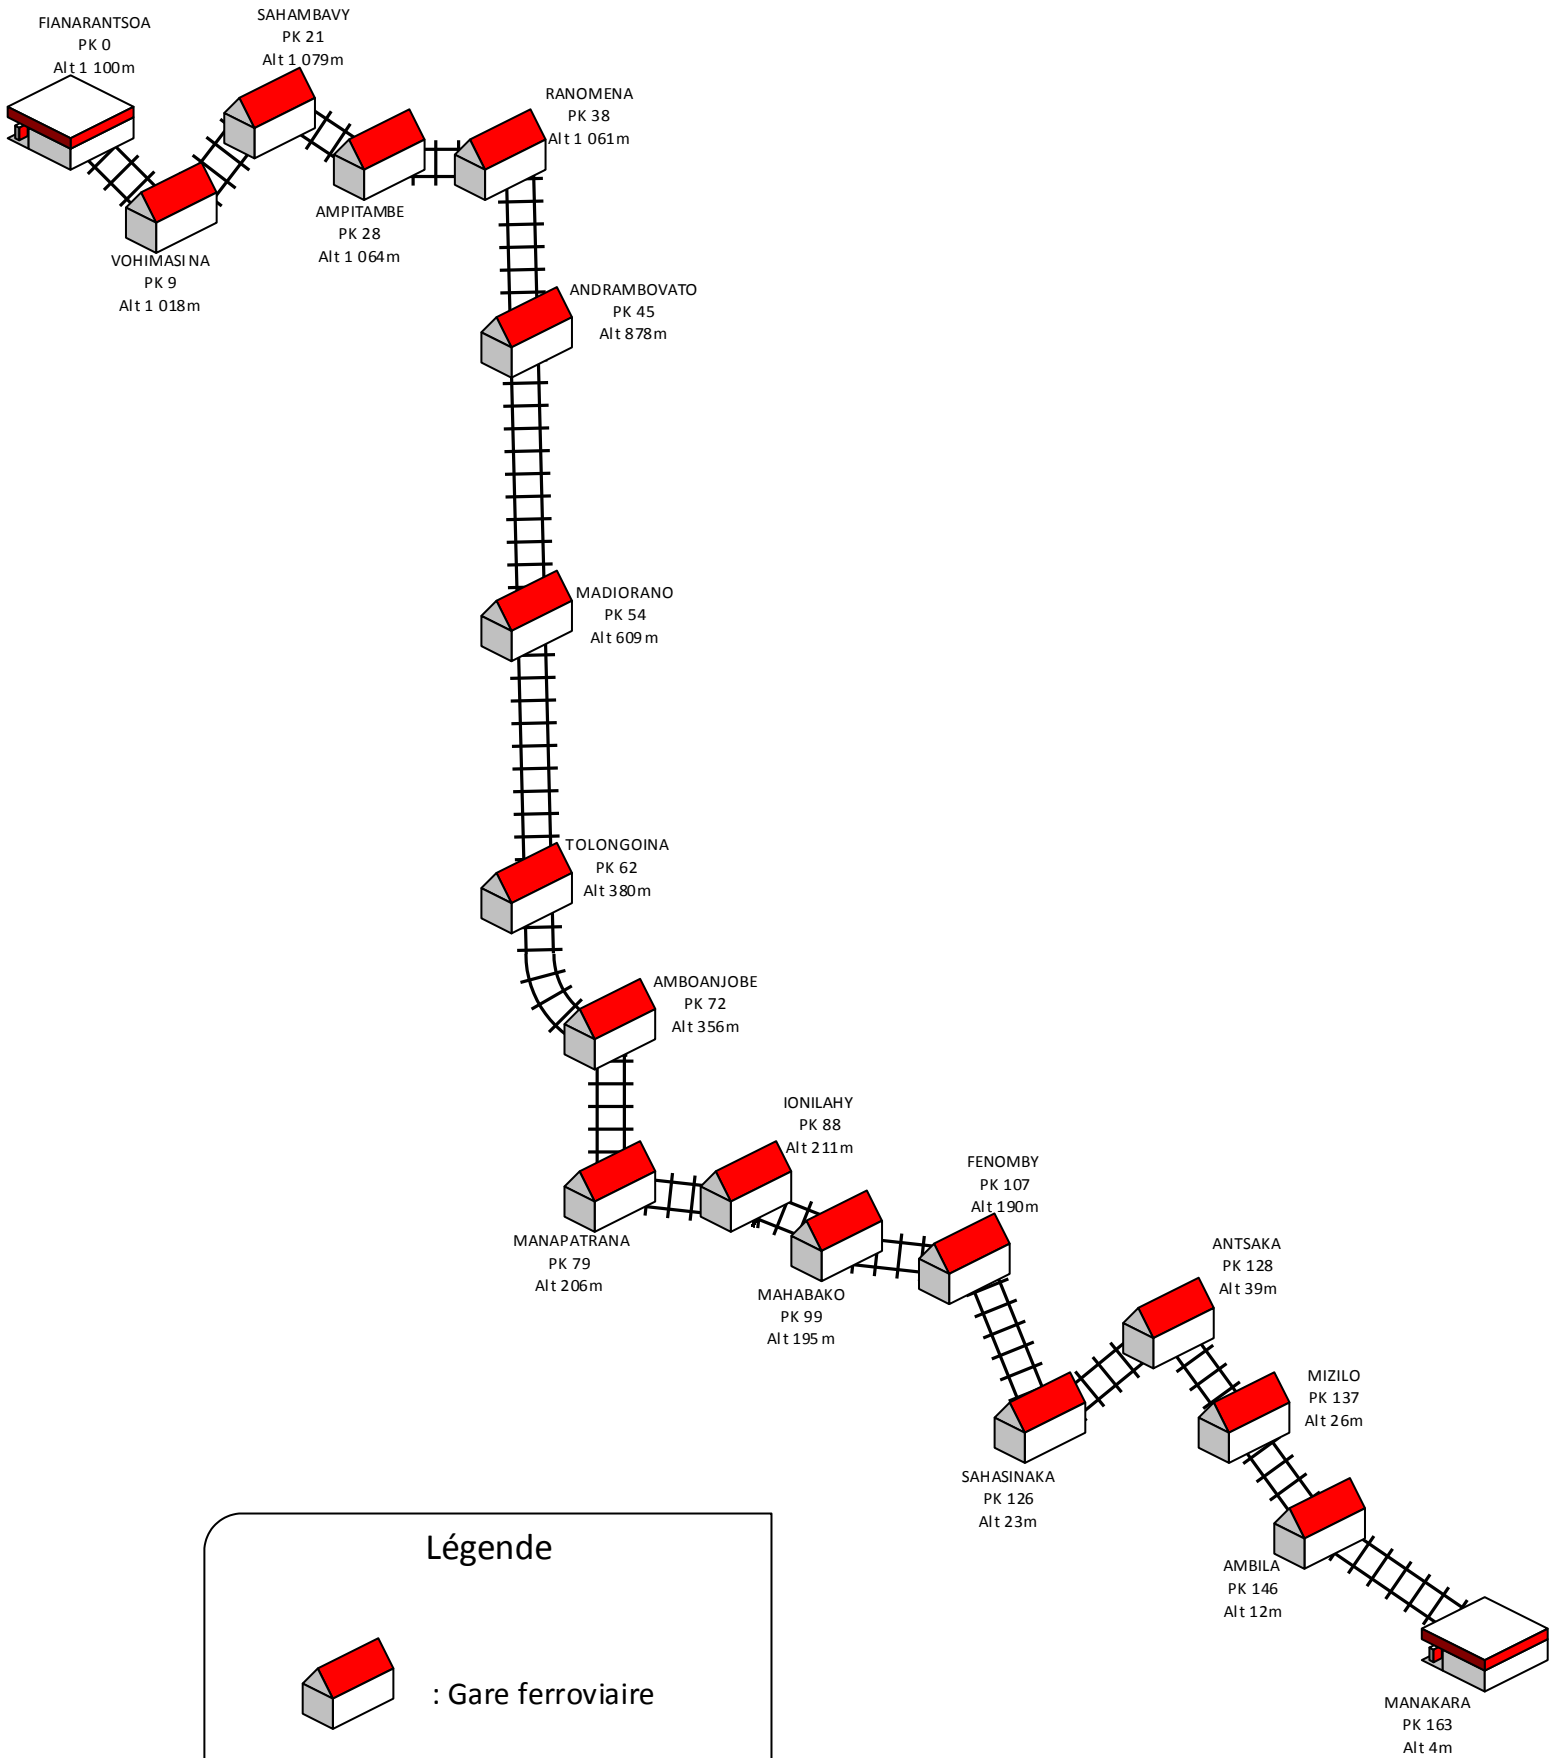 FIANARANTSOA
PK 0
Alt 1 100m
SAHAMBAVY
PK 21
Alt 1 079m
RANOMENA
PK 38
Alt 1 061m
AMPITAMBE
PK 28
Alt 1 064m
VOHIMASINA
PK 9
Alt 1 018m
ANDRAMBOVATO
PK 45
Alt 878m
MADIORANO
PK 54
Alt 609m
TOLONGOINA
PK 62
Alt 380m
AMBOANJOBE
PK 72
Alt 356m
IONILAHY
PK 88
Alt 211m
MANAPATRANA
PK 79
Alt 206m
FENOMBY
PK 107
Alt 190m
MAHABAKO
PK 99
Alt 195m
ANTSAKA
PK 128
Alt 39m
MIZILO
PK 137
Alt 26m
SAHASINAKA
PK 126
Alt 23m
AMBILA
PK 146
Alt 12m
MANAKARA
PK 163
Alt 4m
Légende
: Gare ferroviaire